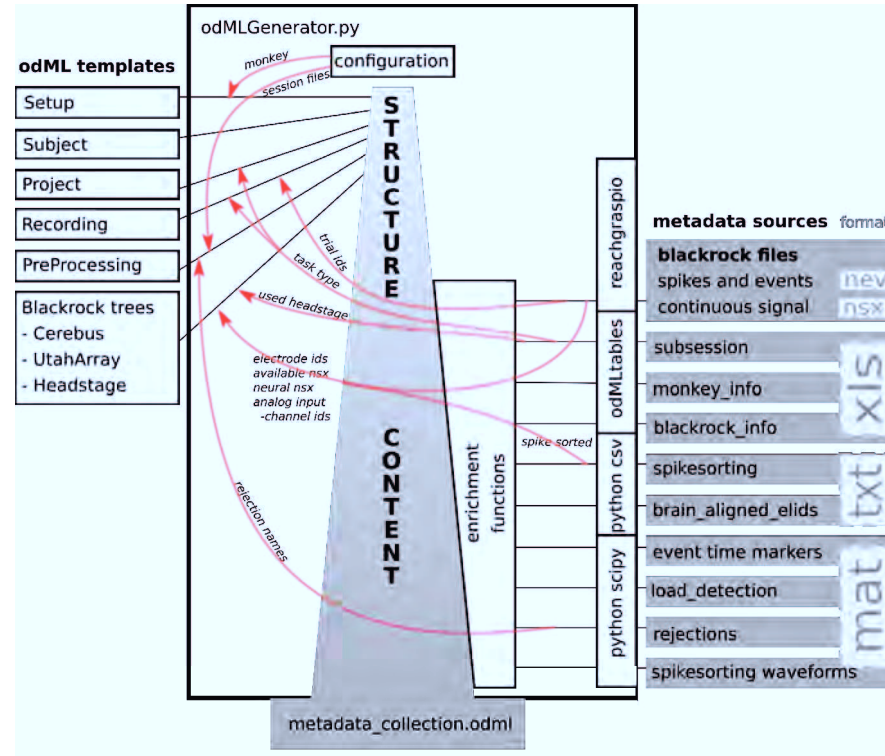 odMLGenerator.py
configuration
monkey
session files
odML templates
Setup
Subject
Project
Recording
PreProcessing
Blackrock trees
- Cerebus
- UtahArray
- Headstage
STRUCTURE
CONTENT
trial ids
task type
used headstage
electrode ids
available nsx
neural nsx
analog input
-channel ids
spike sorted
rejection names
enrichment
functions
reachgraspio
odMLtables
python csv
python scipy
metadata sources format
blackrock files
spikes and events nev
continuous signal nsx
subsession
monkey_info
blackrock_info
xls
spikesorting
brain_aligned_elids
txt
event time markers
load_detection
rejections
spikesorting waveforms
mat
metadata_collection.odml